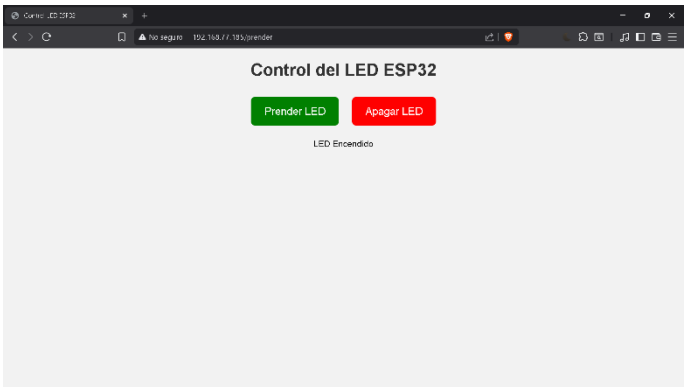 Control LED ESP32
No seguro 192.168.77.185/prender
Control del LED ESP32
Prender LED Apagar LED
LED Encendido